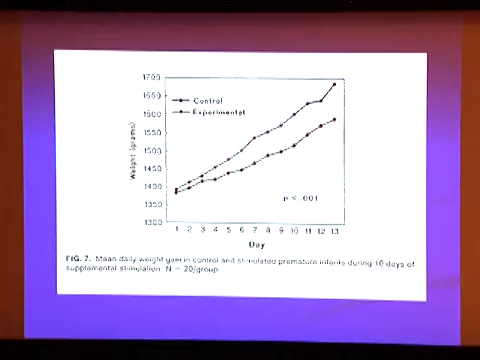 1700
1650
1600
1550
1500
1450
1400
1350
1300
Weight (grams)
Control
Experimental
p < .001
1 2 3 4 5 6 7 8 9 10 11 12 13
Day
FIG. 7. Mean daily weight gain in control and stimulated premature infants during 10 days of
supplemental stimulation. N = 20/group.